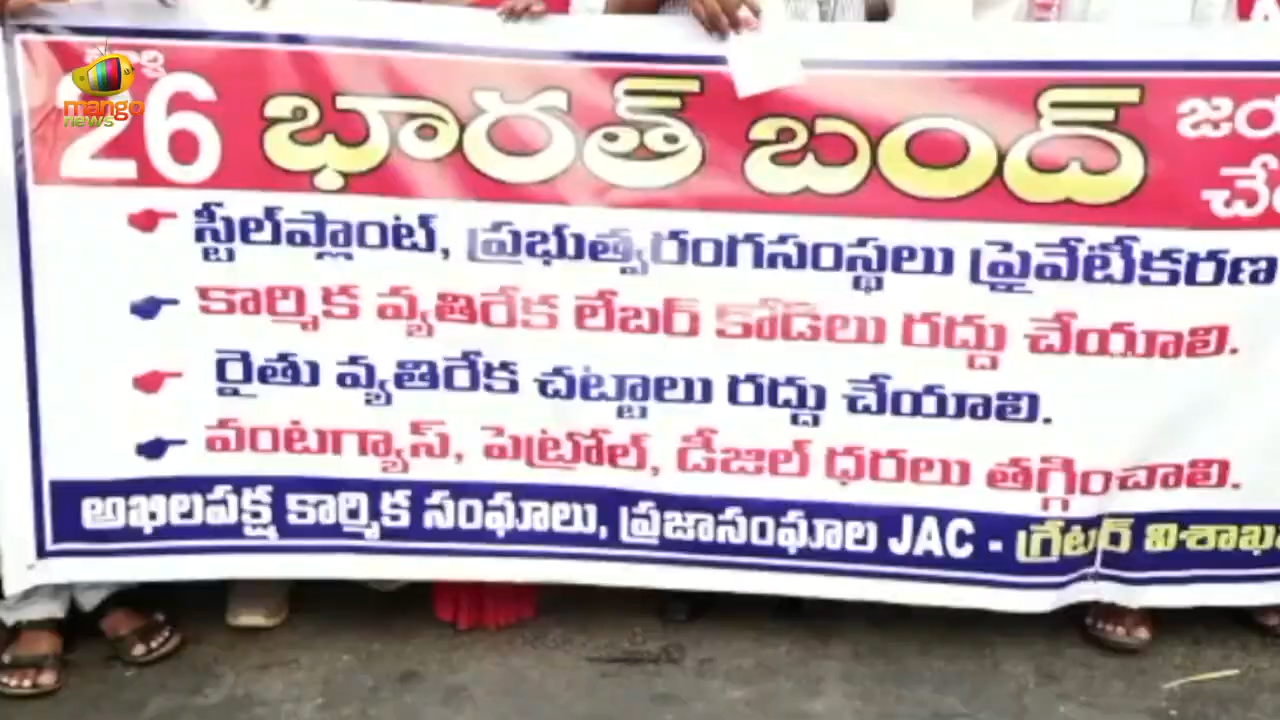 mango
news
26 భారత్ బంద్
స్టీల్‌ప్లాంట్, ప్రభుత్వరంగసంస్థలు ప్రైవేటీకరణ
కార్మిక వ్యతిరేక లేబర్ కోడ్‌లు రద్దు చేయాలి.
రైతు వ్యతిరేక చట్టాలు రద్దు చేయాలి.
వంటగ్యాస్, పెట్రోల్, డీజిల్ ధరలు తగ్గించాలి.
అఖిలపక్ష కార్మిక సంఘాలు, ప్రజాసంఘాల JAC - గ్రేటర్